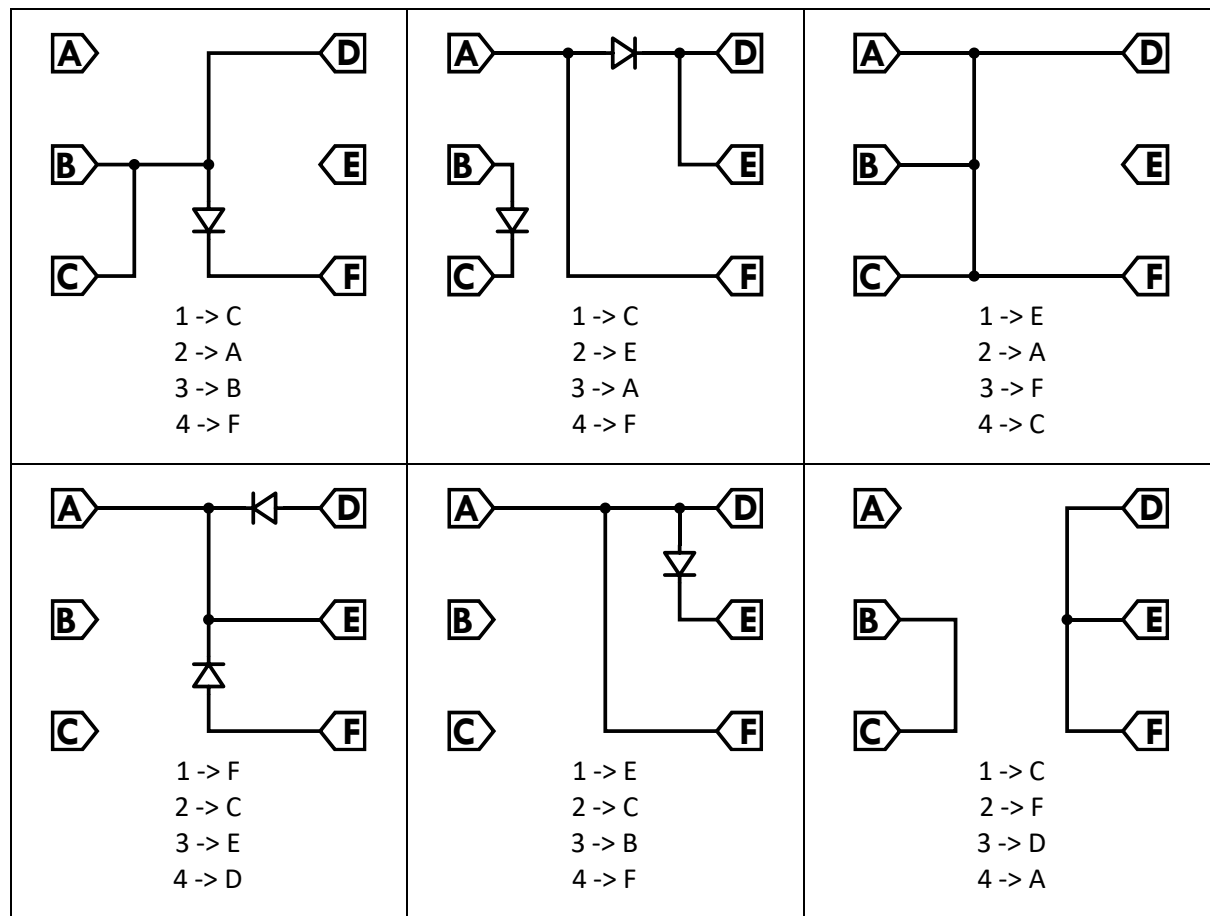 A D
B E
C F
1 -> C
2 -> A
3 -> B
4 -> F
A D
B E
C F
1 -> C
2 -> E
3 -> A
4 -> F
A D
B E
C F
1 -> E
2 -> A
3 -> F
4 -> C
A D
B E
C F
1 -> F
2 -> C
3 -> E
4 -> D
A D
B E
C F
1 -> E
2 -> C
3 -> B
4 -> F
A D
B E
C F
1 -> C
2 -> F
3 -> D
4 -> A